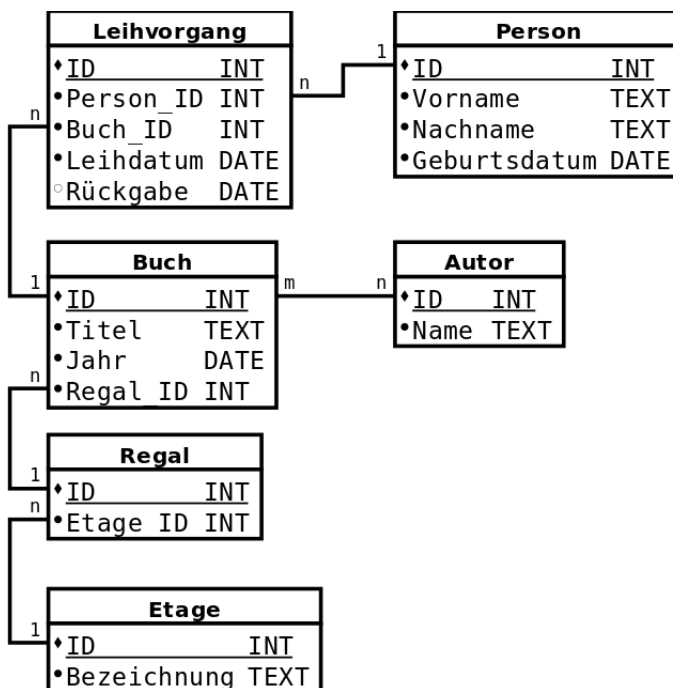 Leihvorgang
ID INT
Person_ID INT
Buch_ID INT
Leihdatum DATE
Rückgabe DATE
n
n
1
Person
ID INT
Vorname TEXT
Nachname TEXT
Geburtsdatum DATE
Buch
1
ID INT
Titel TEXT
Jahr DATE
Regal_ID INT
m
n
n
Autor
ID INT
Name TEXT
Regal
1
ID INT
n
Etage ID INT
Etage
1
ID INT
Bezeichnung TEXT